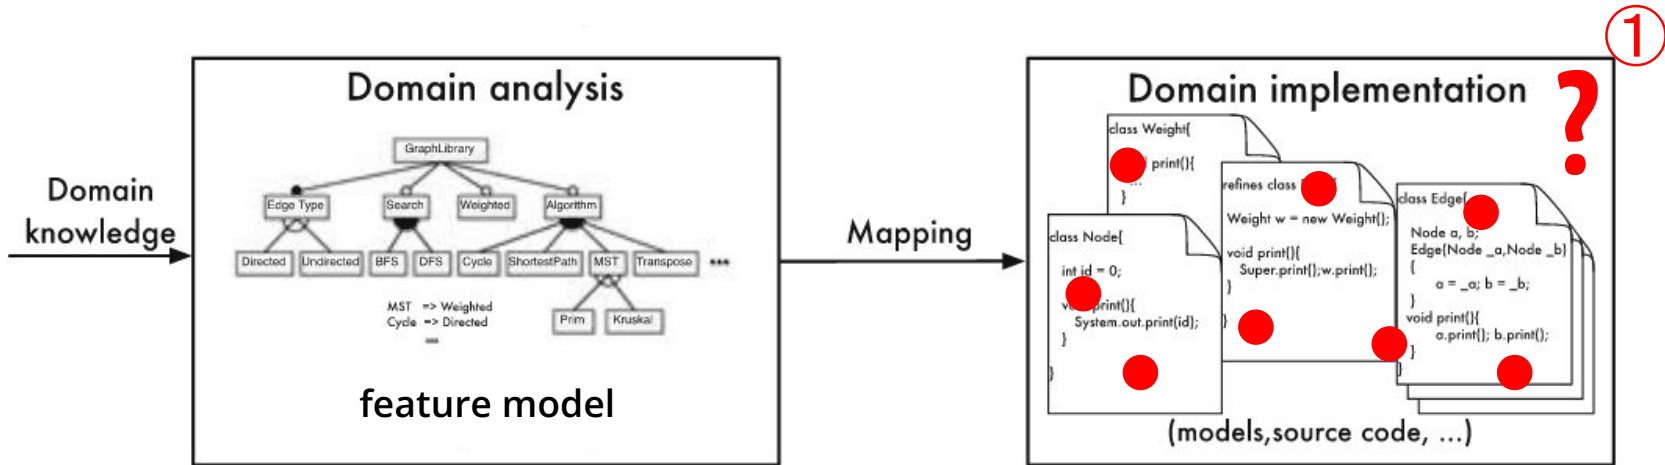 ①
Domain analysis
GraphLibrary
Edge Type
Search
Weighted
Algorithm
Directed
Undirected
BFS
DFS
Cycle
ShortestPath
MST
Transpose
MST => Weighted
Cycle => Directed
Prim
Kruskal
feature model
Domain
knowledge
Mapping
Domain implementation
?
class Weight{
print(){
...
}
refines class
{
Weight w = new Weight();
void print(){
Super.print();w.print();
}
}
class Edge{
Node a, b;
Edge(Node _a,Node _b)
{
a = _a; b = _b;
}
void print(){
a.print(); b.print();
}
}
class Node{
int id = 0;
print(){
System.out.print(id);
}
}
(models,source code, ...)